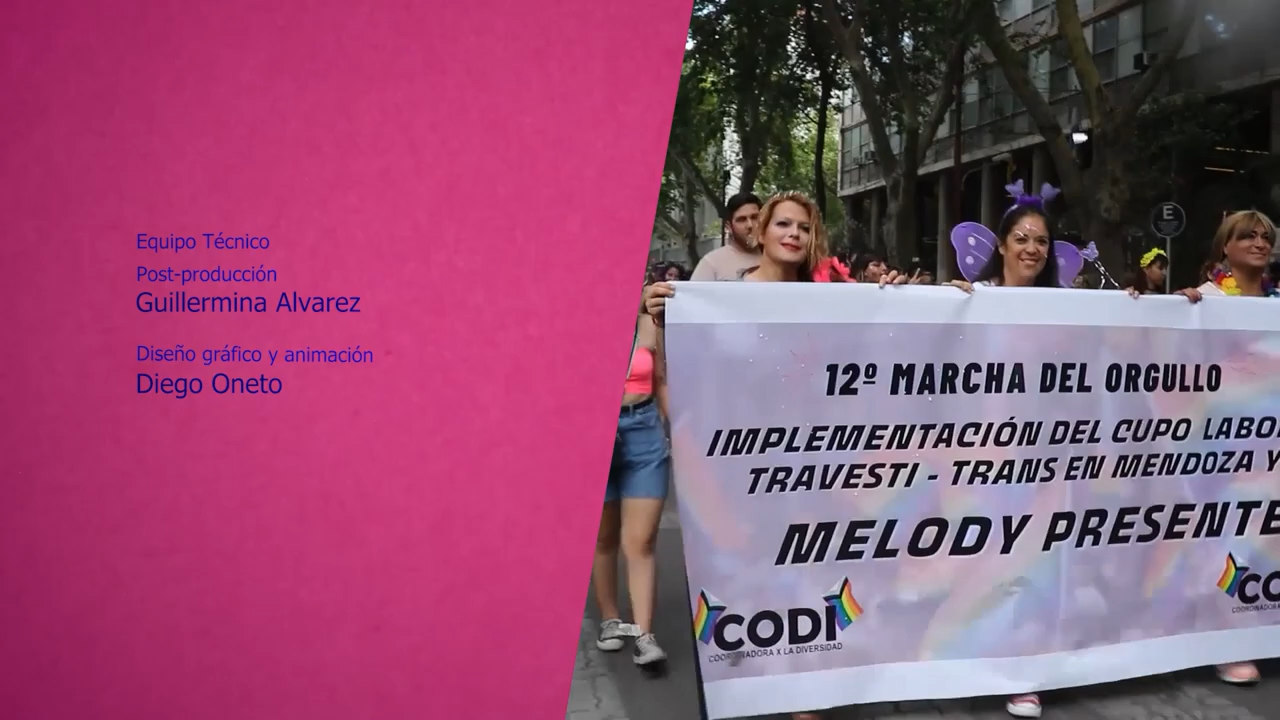 Equipo Técnico
Post-producción
Guillermina Alvarez
Diseño gráfico y animación
Diego Oneto
E
12º MARCHA DEL ORGULLO
IMPLEMENTACIÓN DEL CUPO
TRAVESTI - TRANS EN MENDOZA Y
MELODY PRESENTE
CODI
COORDINADORA X LA DIVERSIDAD